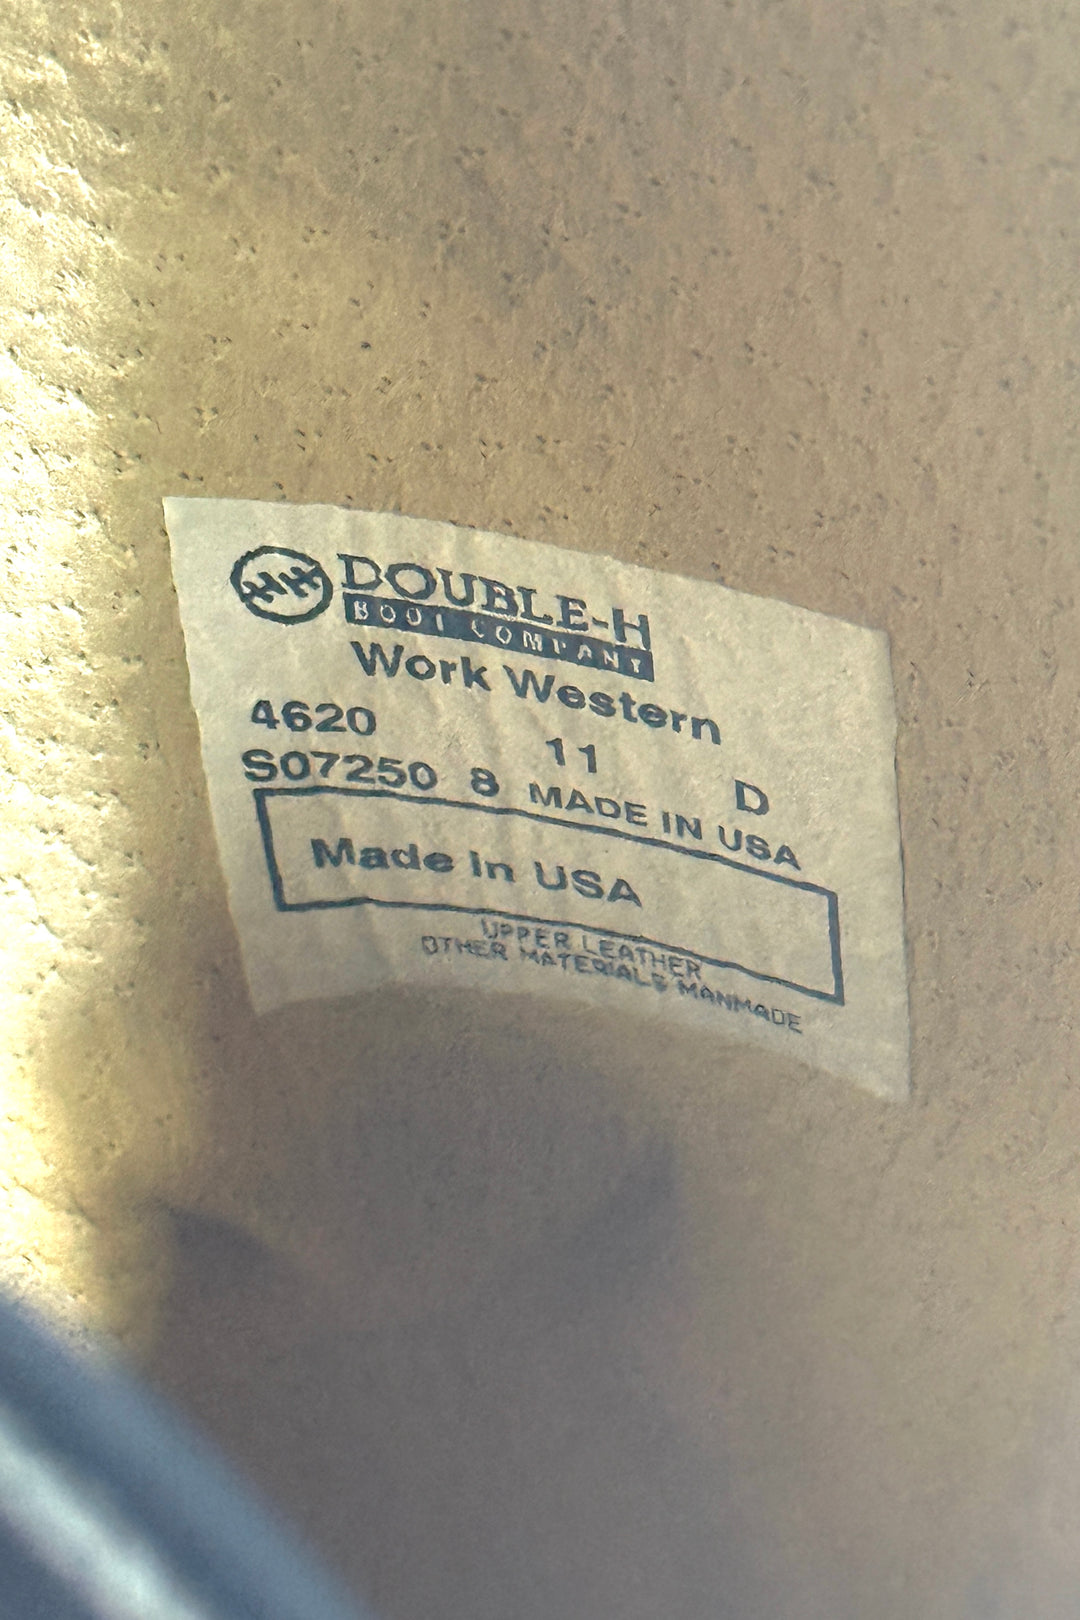 HH DOUBLE-H
BOOT COMPANY
Work Western
4620 11 D
S07250 8 MADE IN USA
Made In USA
UPPER LEATHER
OTHER MATERIALS MANMADE